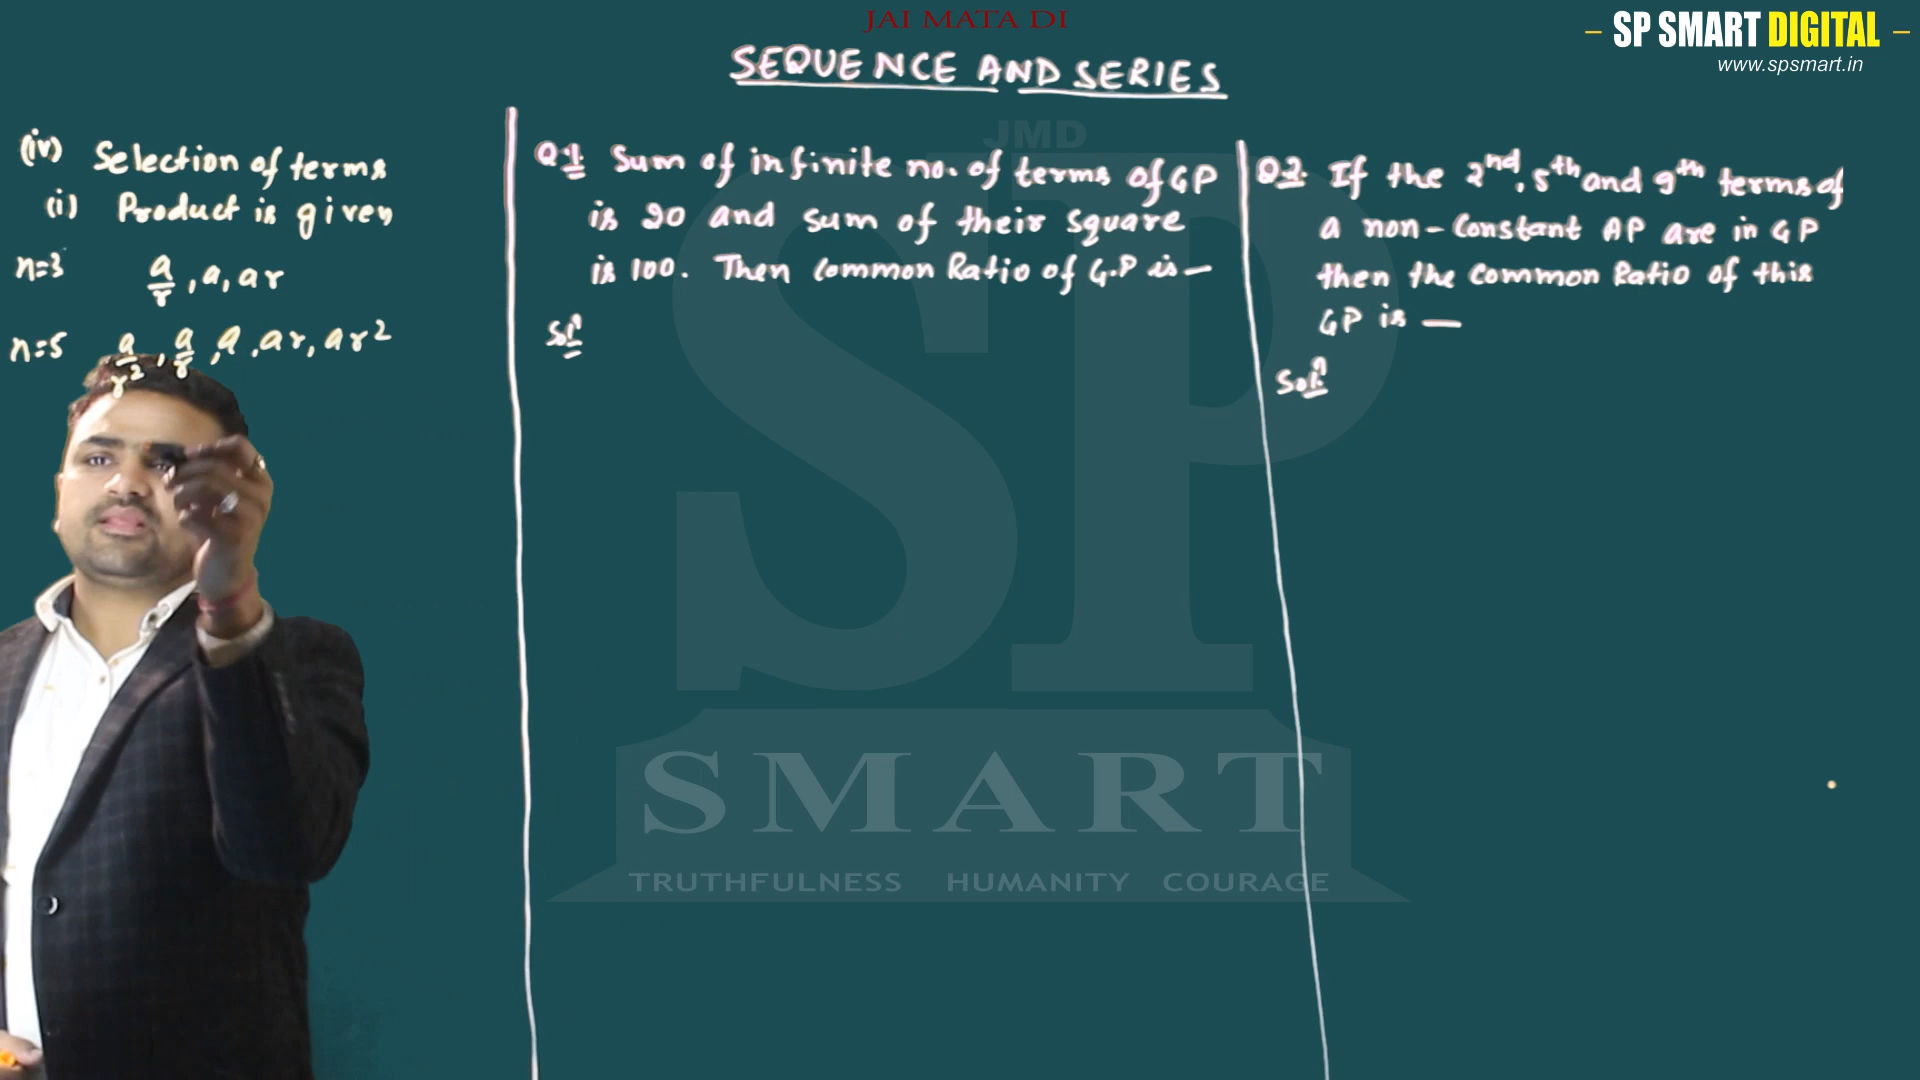 JAI MATA DI
SP SMART DIGITAL
www.spsmart.in
SEQUENCE AND SERIES
(iv) Selection of terms
(i) Product is given
n=3 a/r, a, ar
n=5 a/r², a/r, a, ar, ar²
Q.1 Sum of infinite no. of terms of GP
is 20 and sum of their square
is 100. Then Common Ratio of G.P is —
Solⁿ
Q2. If the 2nd, 5th and 9th terms of
a non-Constant AP are in GP
then the Common Ratio of this
GP is —
Solⁿ
JMD
SP
SMART
TRUTHFULNESS HUMANITY COURAGE